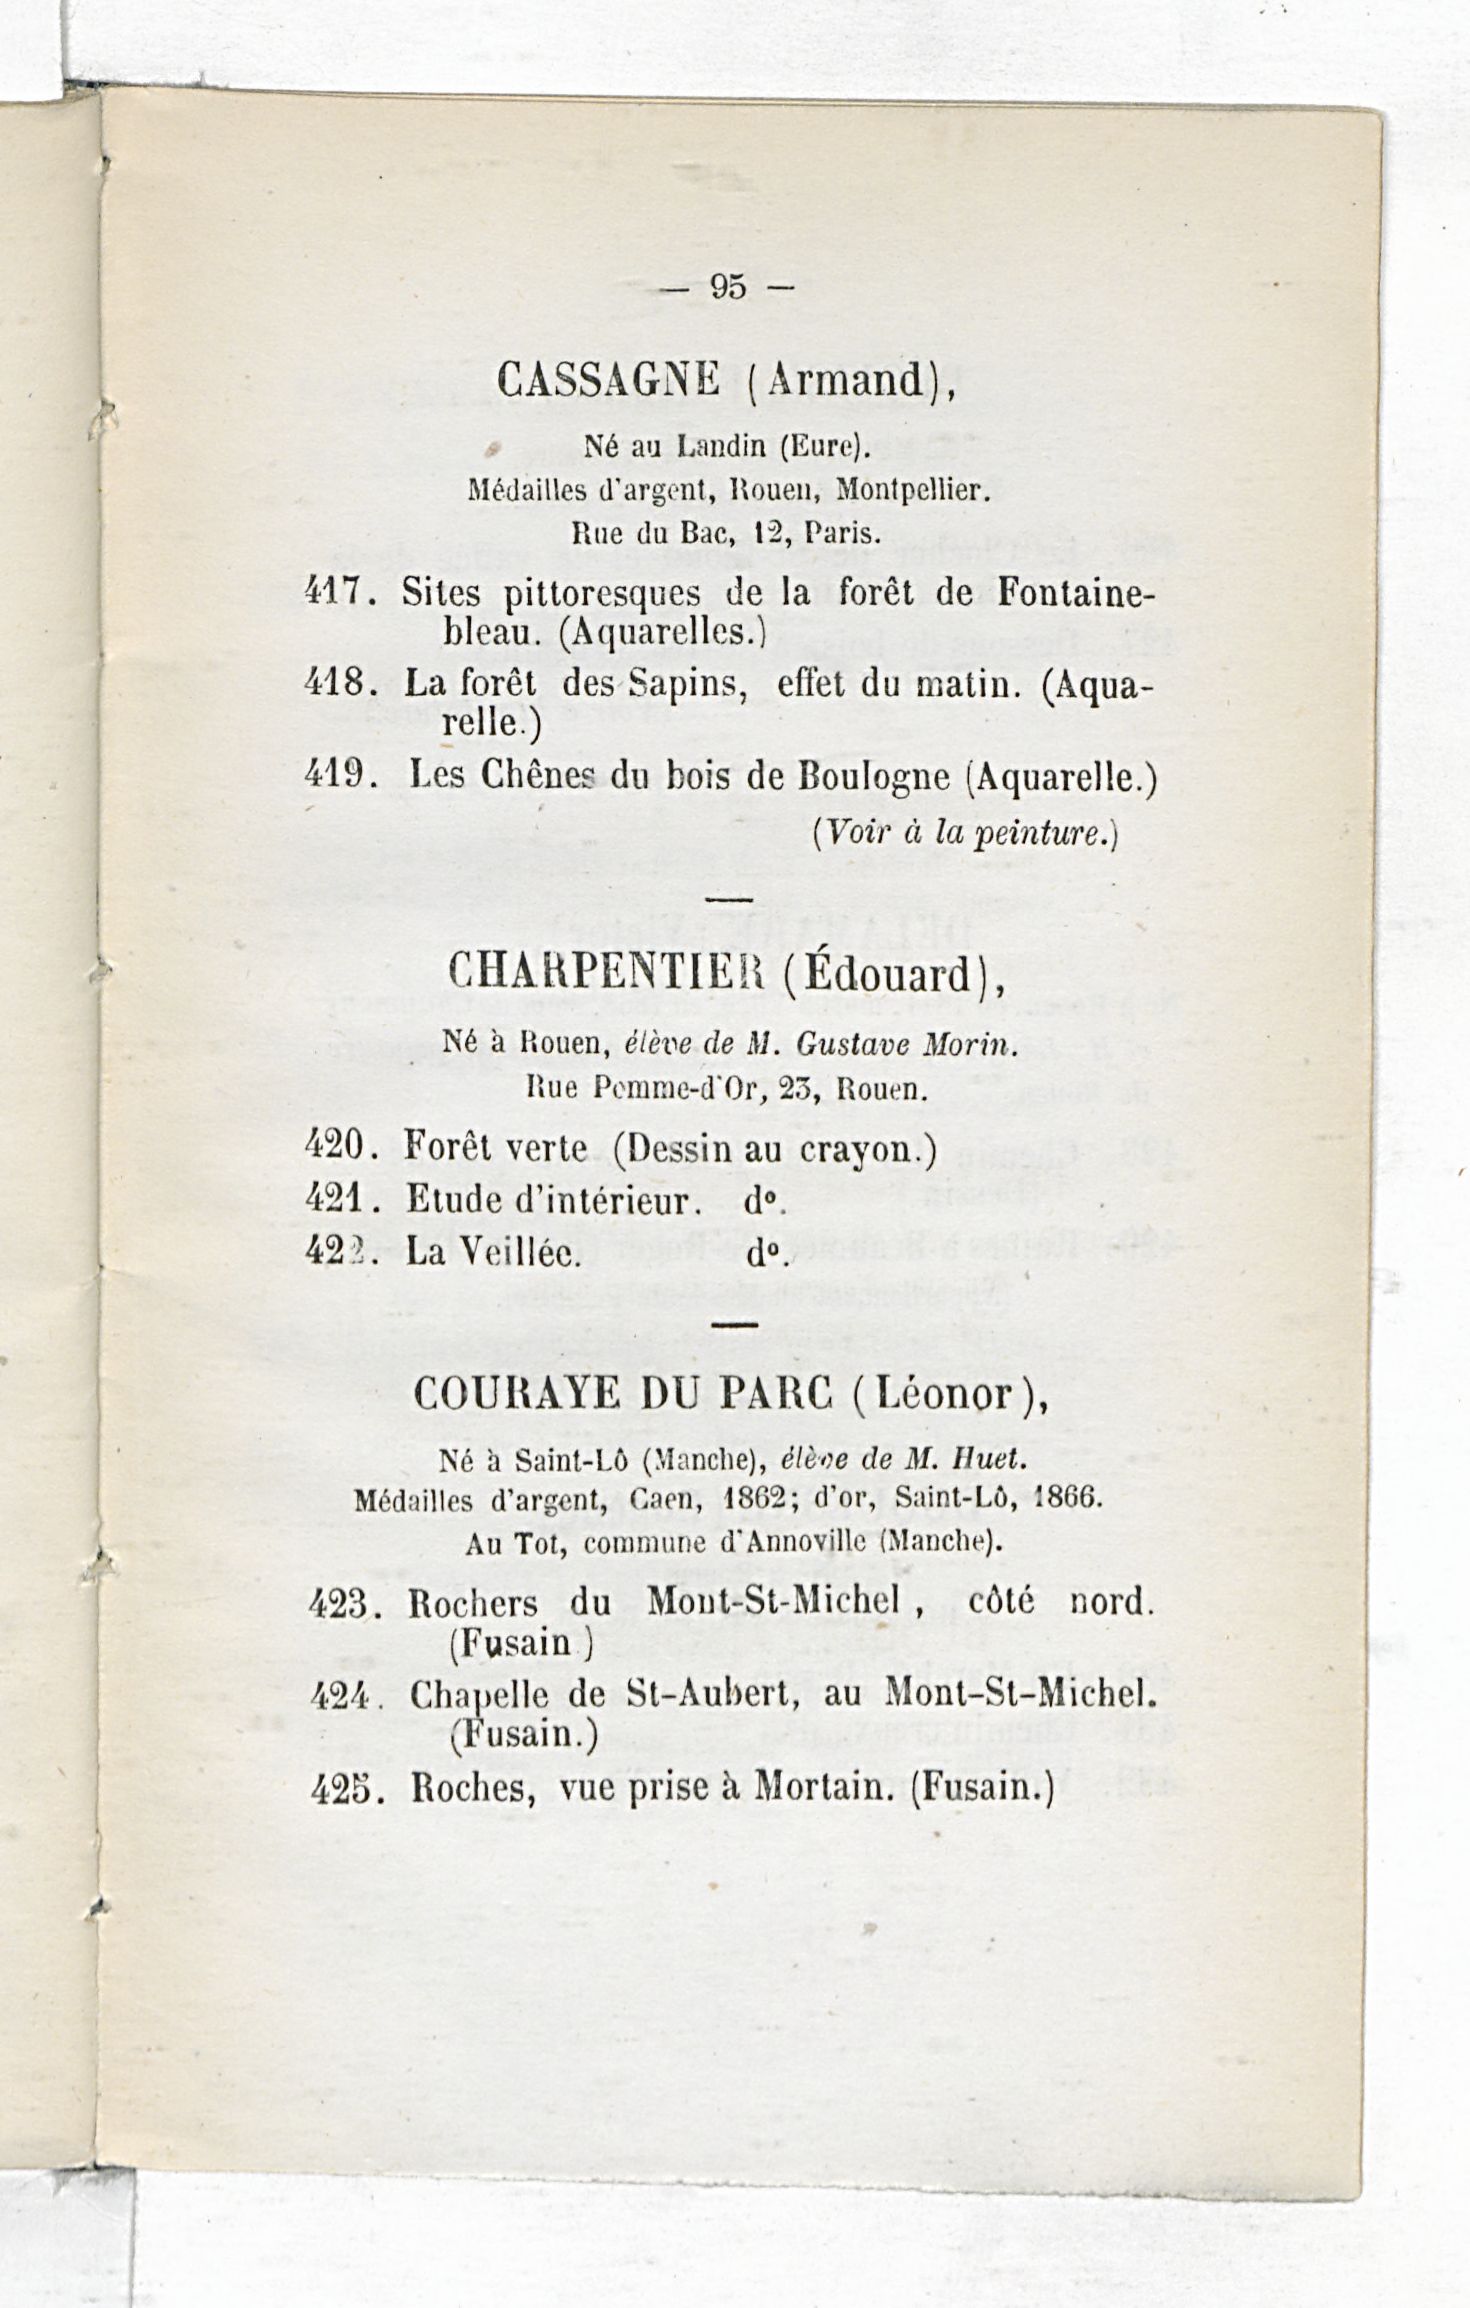 — 95 —
CASSAGNE (Armand),
Né au Landin (Eure).
Médailles d'argent, Rouen, Montpellier.
Rue du Bac, 12, Paris.
417. Sites pittoresques de la forêt de Fontaine-
bleau. (Aquarelles.)
418. La forêt des Sapins, effet du matin. (Aqua-
relle.)
419. Les Chênes du bois de Boulogne (Aquarelle.)
(Voir à la peinture.)
—
CHARPENTIER (Édouard),
Né à Rouen, élève de M. Gustave Morin.
Rue Pomme-d'Or, 23, Rouen.
420. Forêt verte (Dessin au crayon.)
421. Etude d'intérieur. dº.
422. La Veillée. dº.
—
COURAYE DU PARC (Léonor),
Né à Saint-Lô (Manche), élève de M. Huet.
Médailles d'argent, Caen, 1862; d'or, Saint-Lô, 1866.
Au Tot, commune d'Annoville (Manche).
423. Rochers du Mont-St-Michel, côté nord.
(Fusain )
424. Chapelle de St-Aubert, au Mont-St-Michel.
(Fusain.)
425. Roches, vue prise à Mortain. (Fusain.)